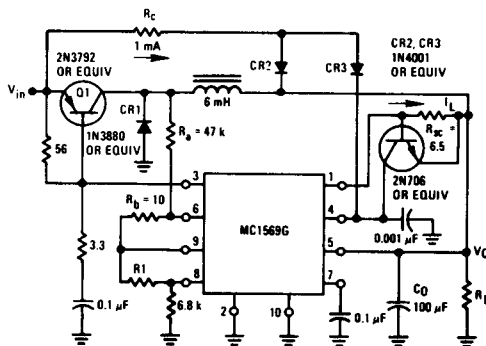 Rc
1 mA
2N3792
OR EQUIV
CR2
CR3
CR2, CR3
1N4001
OR EQUIV
Vin
Q1
CR1
6 mH
IL
Rsc =
6.5
1N3880
OR EQUIV
Ra = 47 k
56
2N706
OR EQUIV
3
1
Rb = 10
6
4
0.001 µF
MC1569G
3.3
9
5
VO
R1
8
7
CO
100 µF
RL
0.1 µF
6.8 k
2
10
0.1 µF